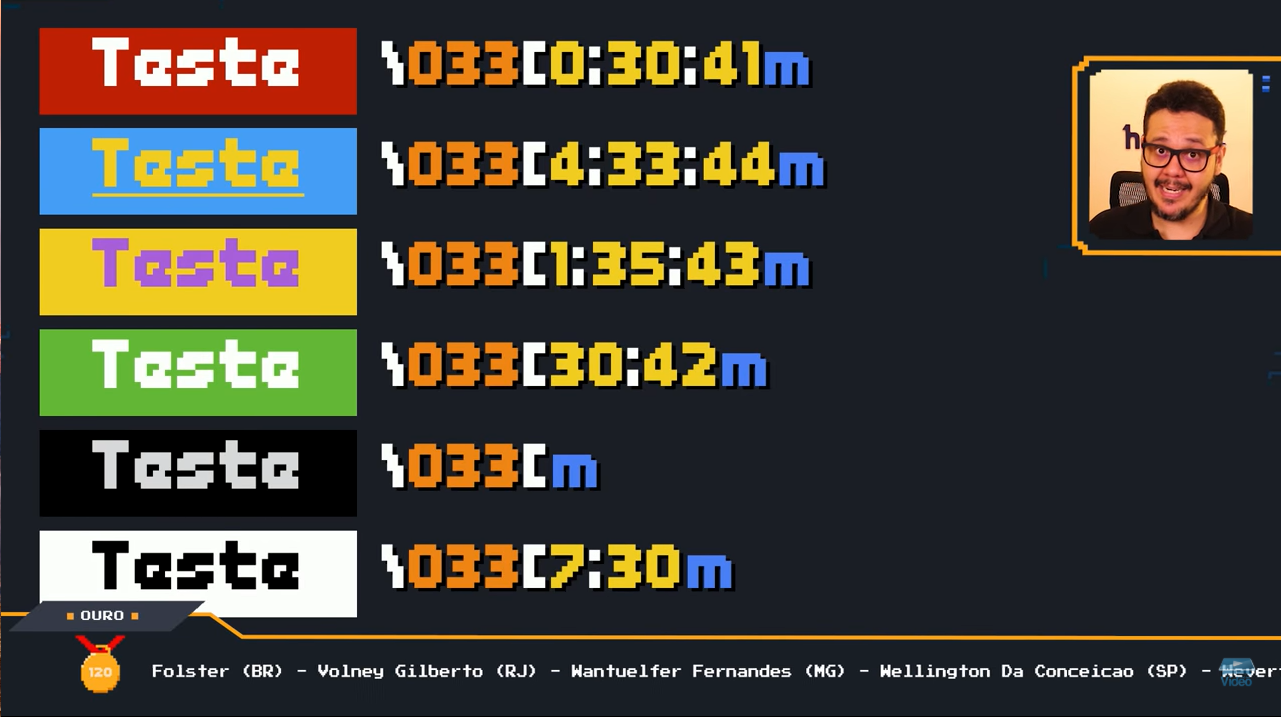 Teste \033[0:30:41m
Teste \033[4:33:44m
Teste \033[1:35:43m
Teste \033[30:42m
Teste \033[m
Teste \033[7:30m
OURO
120
Folster (BR) - Volney Gilberto (RJ) - Wantuelfer Fernandes (MG) - Wellington Da Conceicao (SP) -
Video